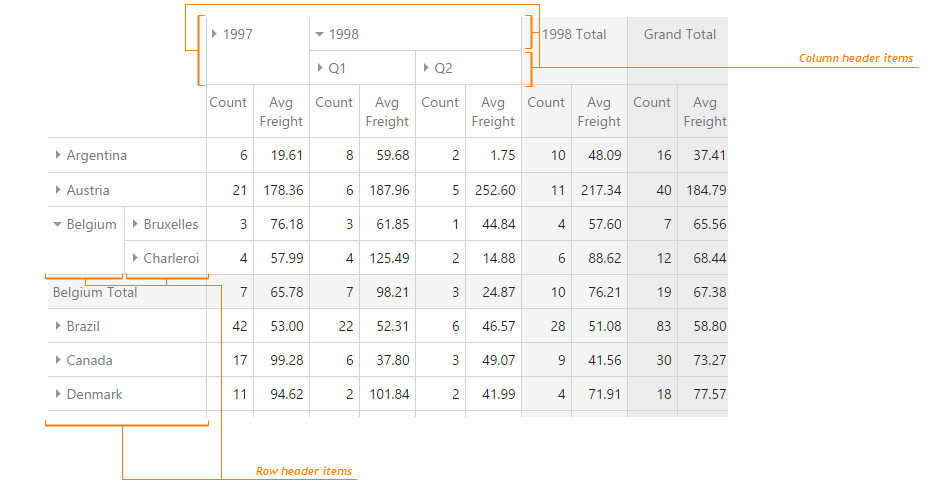 1997 1998 1998 Total Grand Total
Column header items
Q1 Q2
Count Avg Freight Count Avg Freight Count Avg Freight Count Avg Freight Count Avg Freight
Argentina 6 19.61 8 59.68 2 1.75 10 48.09 16 37.41
Austria 21 178.36 6 187.96 5 252.60 11 217.34 40 184.79
Belgium Bruxelles 3 76.18 3 61.85 1 44.84 4 57.60 7 65.56
Charleroi 4 57.99 4 125.49 2 14.88 6 88.62 12 68.44
Belgium Total 7 65.78 7 98.21 3 24.87 10 76.21 19 67.38
Brazil 42 53.00 22 52.31 6 46.57 28 51.08 83 58.80
Canada 17 99.28 6 37.80 3 49.07 9 41.56 30 73.27
Denmark 11 94.62 2 101.84 2 41.99 4 71.91 18 77.57
Row header items